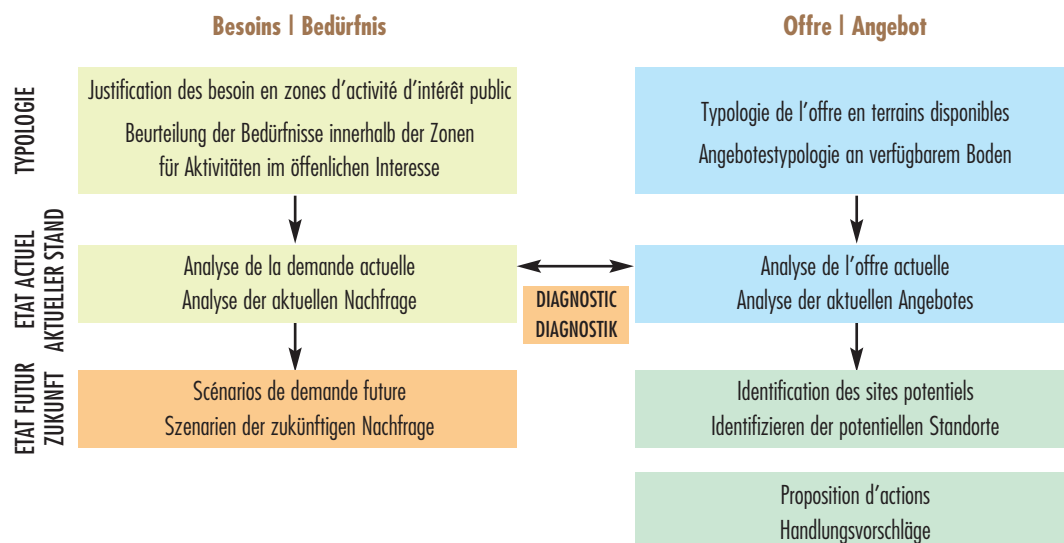 Besoins | Bedürfnis
Offre | Angebot
TYPOLOGIE
Justification des besoin en zones d'activité d'intérêt public
Beurteilung der Bedürfnisse innerhalb der Zonen
für Aktivitäten im öffentlichen Interesse
Typologie de l'offre en terrains disponibles
Angebotestypologie an verfügbarem Boden
ETAT ACTUEL
AKTUELLER STAND
Analyse de la demande actuelle
Analyse der aktuellen Nachfrage
DIAGNOSTIC
DIAGNOSTIK
Analyse de l'offre actuelle
Analyse der aktuellen Angebotes
ETAT FUTUR
ZUKUNFT
Scénarios de demande future
Szenarien der zukünftigen Nachfrage
Identification des sites potentiels
Identifizieren der potentiellen Standorte
Proposition d'actions
Handlungsvorschläge